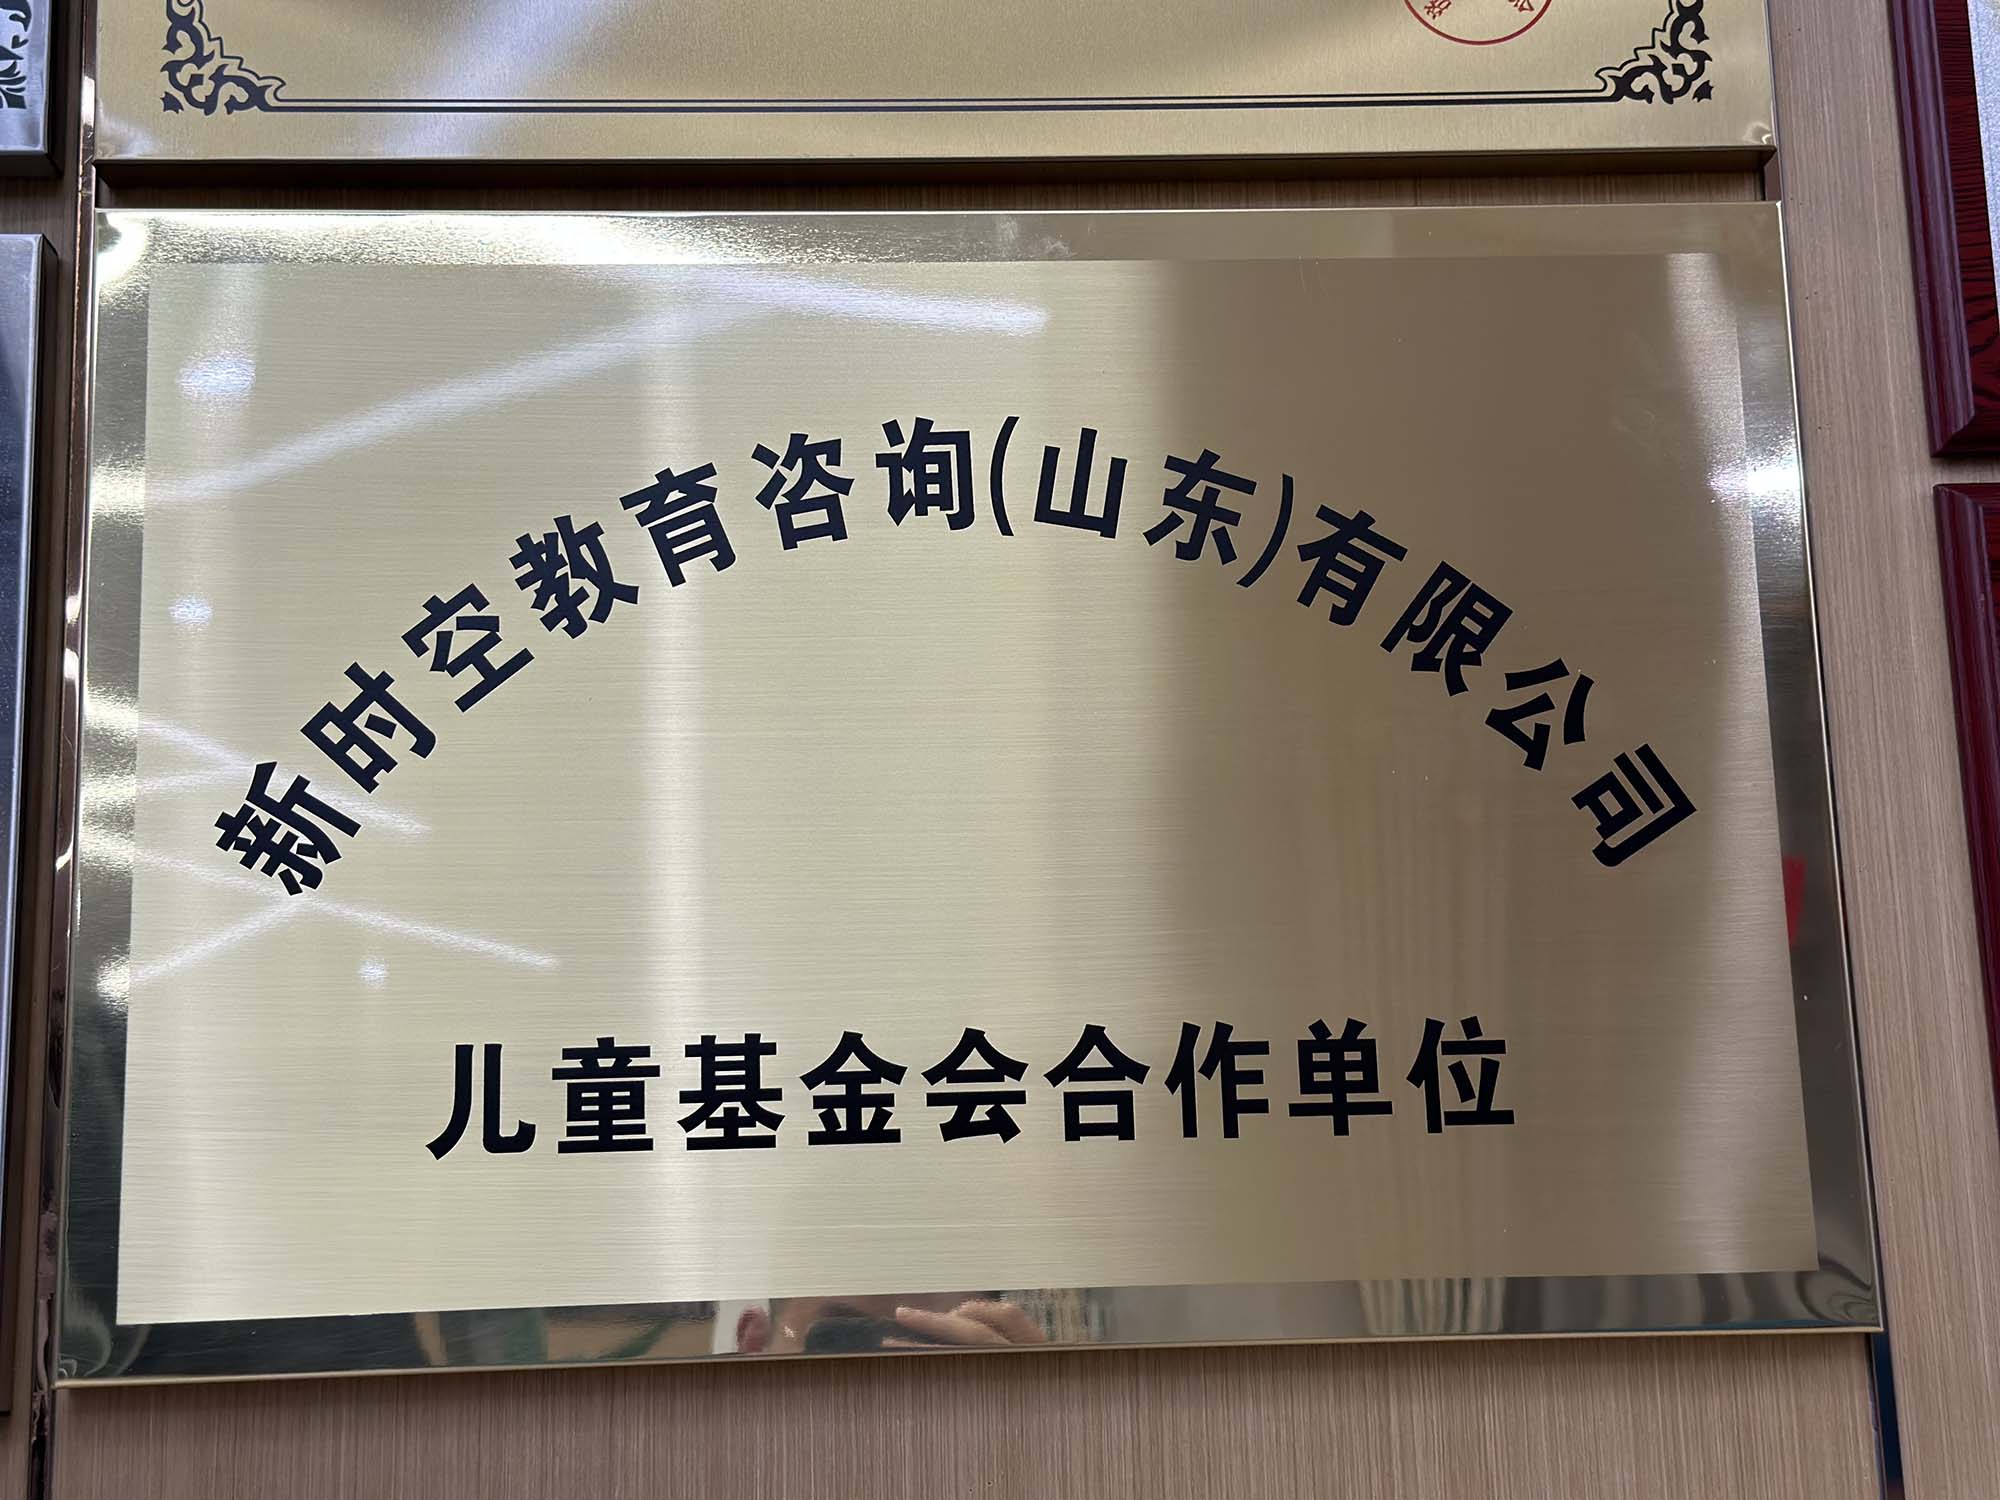 新时空教育咨询(山东)有限公司
儿童基金会合作单位